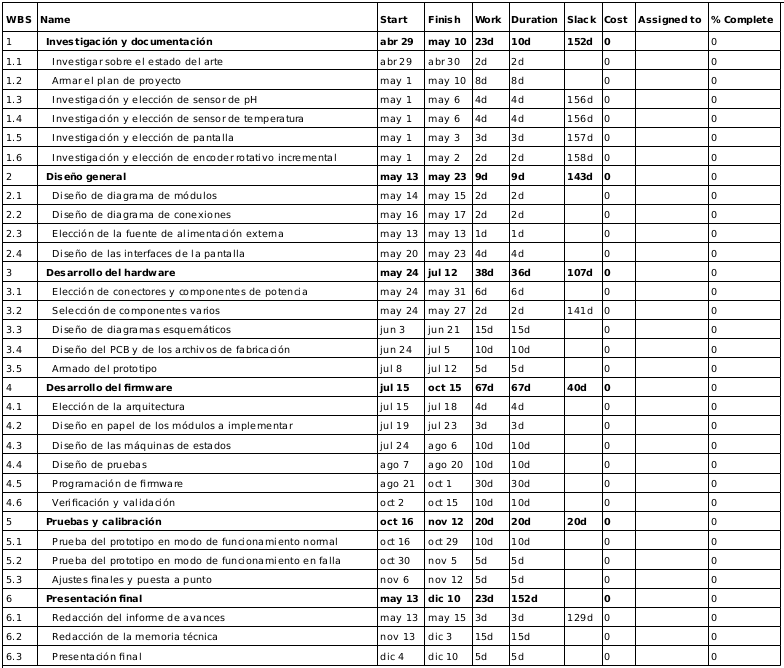 WBS Name Start Finish Work Duration Slack Cost Assigned to % Complete
1 Investigación y documentación abr 29 may 10 23d 10d 152d 0 0
1.1 Investigar sobre el estado del arte abr 29 abr 30 2d 2d 0 0
1.2 Armar el plan de proyecto may 1 may 10 8d 8d 0 0
1.3 Investigación y elección de sensor de pH may 1 may 6 4d 4d 156d 0 0
1.4 Investigación y elección de sensor de temperatura may 1 may 6 4d 4d 156d 0 0
1.5 Investigación y elección de pantalla may 1 may 3 3d 3d 157d 0 0
1.6 Investigación y elección de encoder rotativo incremental may 1 may 2 2d 2d 158d 0 0
2 Diseño general may 13 may 23 9d 9d 143d 0 0
2.1 Diseño de diagrama de módulos may 14 may 15 2d 2d 0 0
2.2 Diseño de diagrama de conexiones may 16 may 17 2d 2d 0 0
2.3 Elección de la fuente de alimentación externa may 13 may 13 1d 1d 0 0
2.4 Diseño de las interfaces de la pantalla may 20 may 23 4d 4d 0 0
3 Desarrollo del hardware may 24 jul 12 38d 36d 107d 0 0
3.1 Elección de conectores y componentes de potencia may 24 may 31 6d 6d 0 0
3.2 Selección de componentes varios may 24 may 27 2d 2d 141d 0 0
3.3 Diseño de diagramas esquemáticos jun 3 jun 21 15d 15d 0 0
3.4 Diseño del PCB y de los archivos de fabricación jun 24 jul 5 10d 10d 0 0
3.5 Armado del prototipo jul 8 jul 12 5d 5d 0 0
4 Desarrollo del firmware jul 15 oct 15 67d 67d 40d 0 0
4.1 Elección de la arquitectura jul 15 jul 18 4d 4d 0 0
4.2 Diseño en papel de los módulos a implementar jul 19 jul 23 3d 3d 0 0
4.3 Diseño de las máquinas de estados jul 24 ago 6 10d 10d 0 0
4.4 Diseño de pruebas ago 7 ago 20 10d 10d 0 0
4.5 Programación de firmware ago 21 oct 1 30d 30d 0 0
4.6 Verificación y validación oct 2 oct 15 10d 10d 0 0
5 Pruebas y calibración oct 16 nov 12 20d 20d 20d 0 0
5.1 Prueba del prototipo en modo de funcionamiento normal oct 16 oct 29 10d 10d 0 0
5.2 Prueba del prototipo en modo de funcionamiento en falla oct 30 nov 5 5d 5d 0 0
5.3 Ajustes finales y puesta a punto nov 6 nov 12 5d 5d 0 0
6 Presentación final may 13 dic 10 23d 152d 0 0
6.1 Redacción del informe de avances may 13 may 15 3d 3d 129d 0 0
6.2 Redacción de la memoria técnica nov 13 dic 3 15d 15d 0 0
6.3 Presentación final dic 4 dic 10 5d 5d 0 0